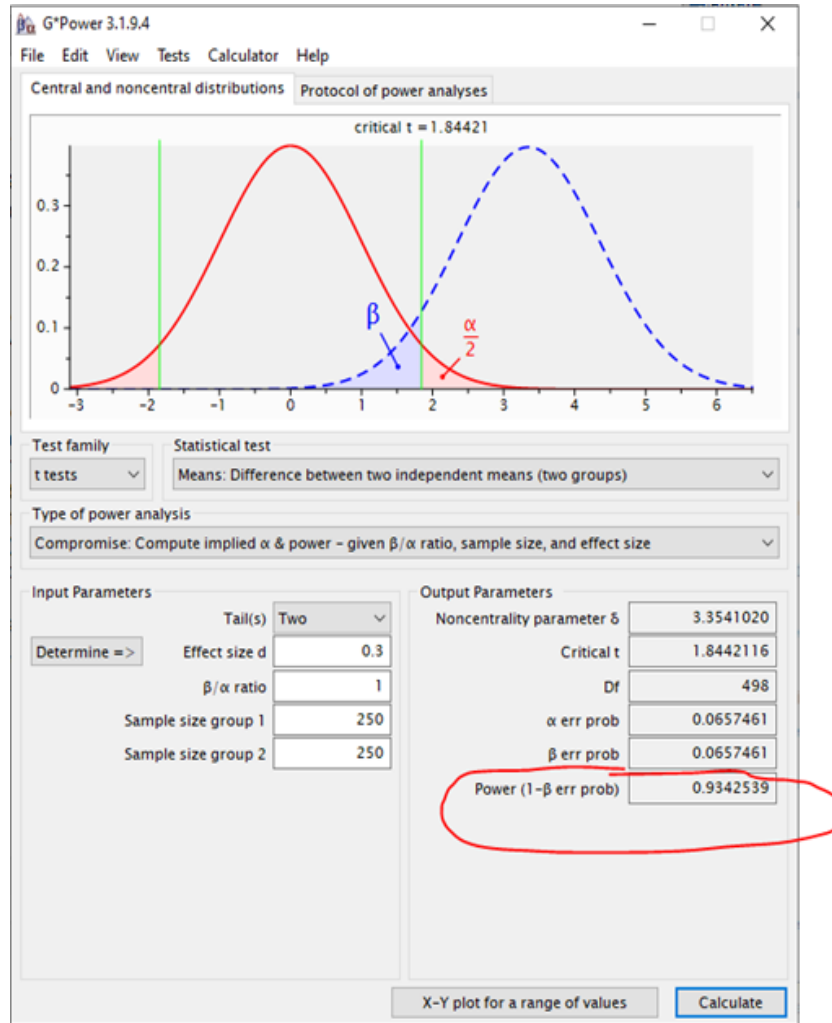 G*Power 3.1.9.4
File Edit View Tests Calculator Help
Central and noncentral distributions Protocol of power analyses
critical t = 1.84421
0.3
0.2
β
α
2
0.1
0
-3 -2 -1 0 1 2 3 4 5 6
Test family Statistical test
t tests Means: Difference between two independent means (two groups)
Type of power analysis
Compromise: Compute implied α & power – given β/α ratio, sample size, and effect size
Input Parameters Output Parameters
Tail(s) Two Noncentrality parameter δ 3.3541020
Determine => Effect size d 0.3 Critical t 1.8442116
β/α ratio 1 Df 498
Sample size group 1 250 α err prob 0.0657461
Sample size group 2 250 β err prob 0.0657461
Power (1-β err prob) 0.9342539
X-Y plot for a range of values Calculate